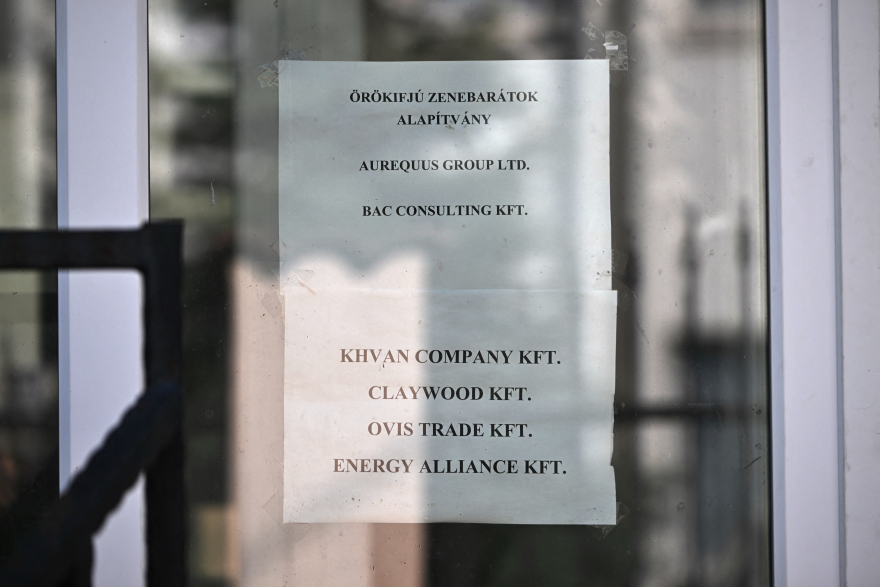 ÖRÖKIFJÚ ZENEBARÁTOK
ALAPÍTVÁNY
AUREQUUS GROUP LTD.
BAC CONSULTING KFT.
KHVAN COMPANY KFT.
CLAYWOOD KFT.
OVIS TRADE KFT.
ENERGY ALLIANCE KFT.